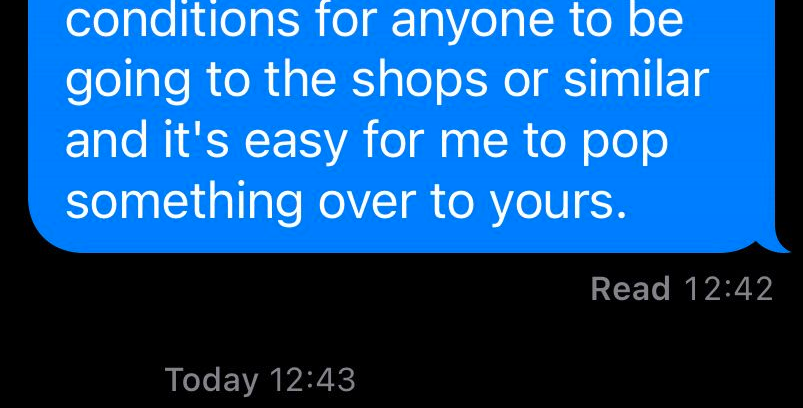 conditions for anyone to be
going to the shops or similar
and it's easy for me to pop
something over to yours.
Read 12:42
Today 12:43